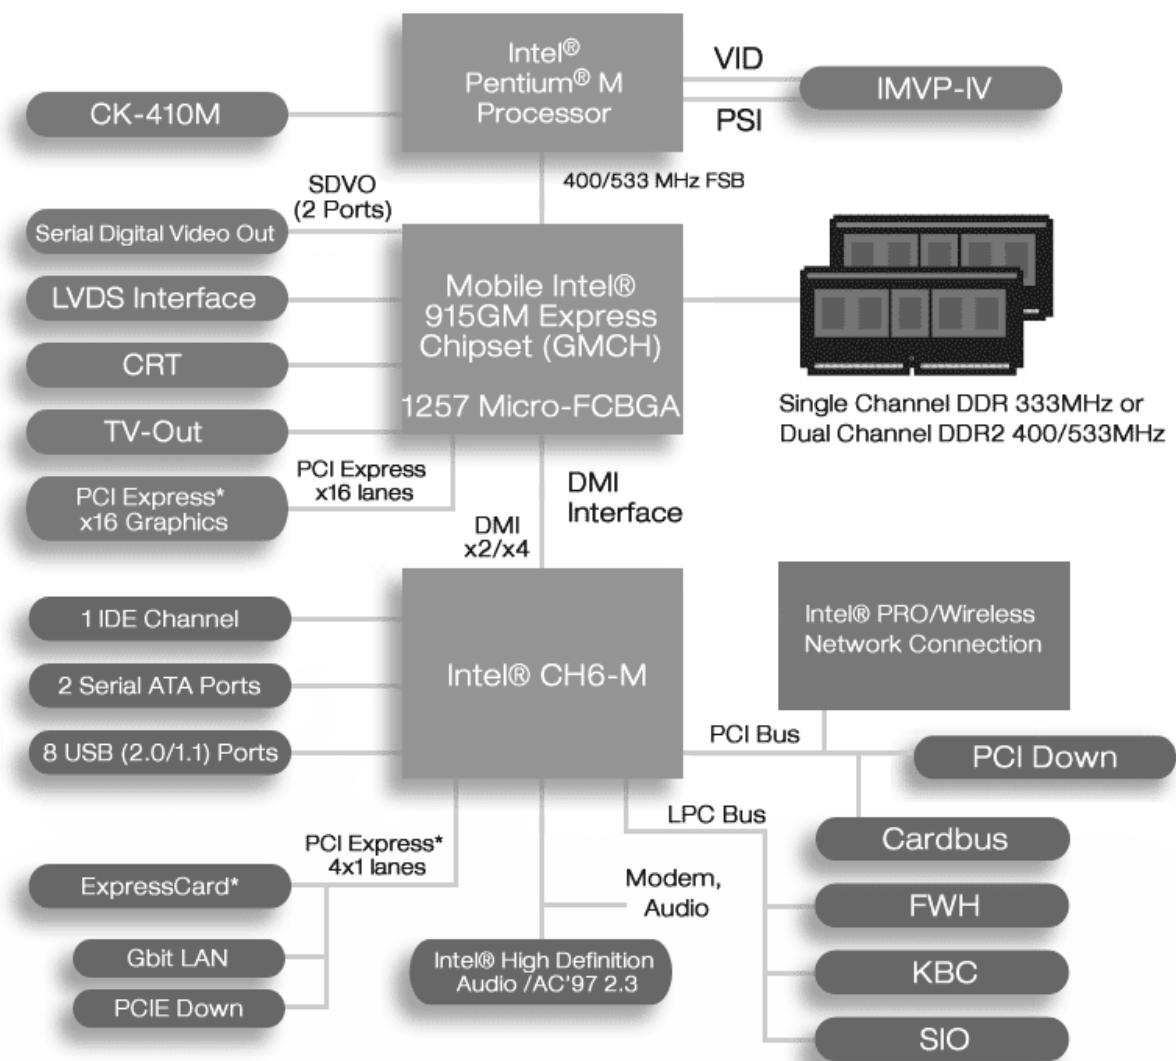 Intel®
Pentium® M
Processor
VID
PSI
IMVP-IV
CK-410M
400/533 MHz FSB
SDVO
(2 Ports)
Serial Digital Video Out
LVDS Interface
CRT
TV-Out
PCI Express*
x16 Graphics
PCI Express
x16 lanes
Mobile Intel®
915GM Express
Chipset (GMCH)
1257 Micro-FCBGA
Single Channel DDR 333MHz or
Dual Channel DDR2 400/533MHz
DMI
Interface
DMI
x2/x4
1 IDE Channel
2 Serial ATA Ports
8 USB (2.0/1.1) Ports
Intel® CH6-M
Intel® PRO/Wireless
Network Connection
PCI Bus
PCI Down
LPC Bus
Cardbus
FWH
KBC
SIO
PCI Express*
4x1 lanes
ExpressCard*
Gbit LAN
PCIE Down
Modem,
Audio
Intel® High Definition
Audio /AC'97 2.3